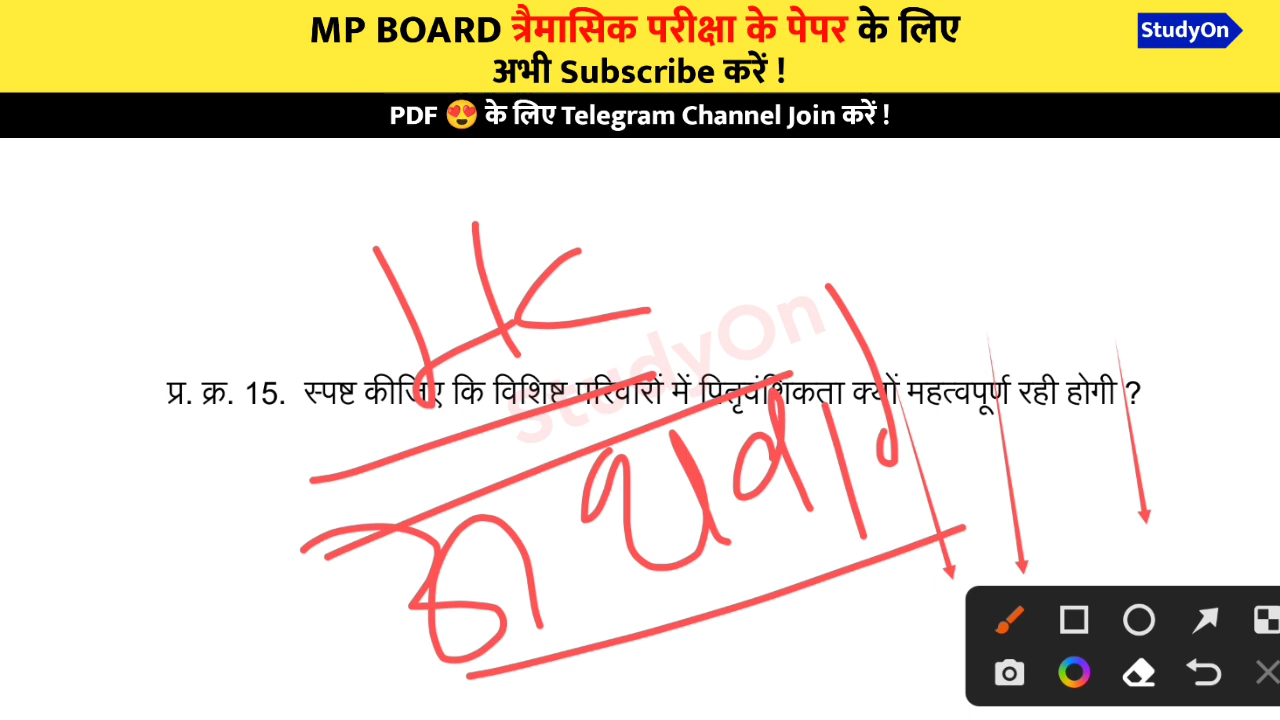 MP BOARD त्रैमासिक परीक्षा के पेपर के लिए
अभी Subscribe करें !
StudyOn
PDF 😍 के लिए Telegram Channel Join करें !
StudyOn
प्र. क्र. 15. स्पष्ट कीजिए कि विशिष्ट परिवारों में पितृवंशिकता क्यों महत्वपूर्ण रही होगी ?
अथवा